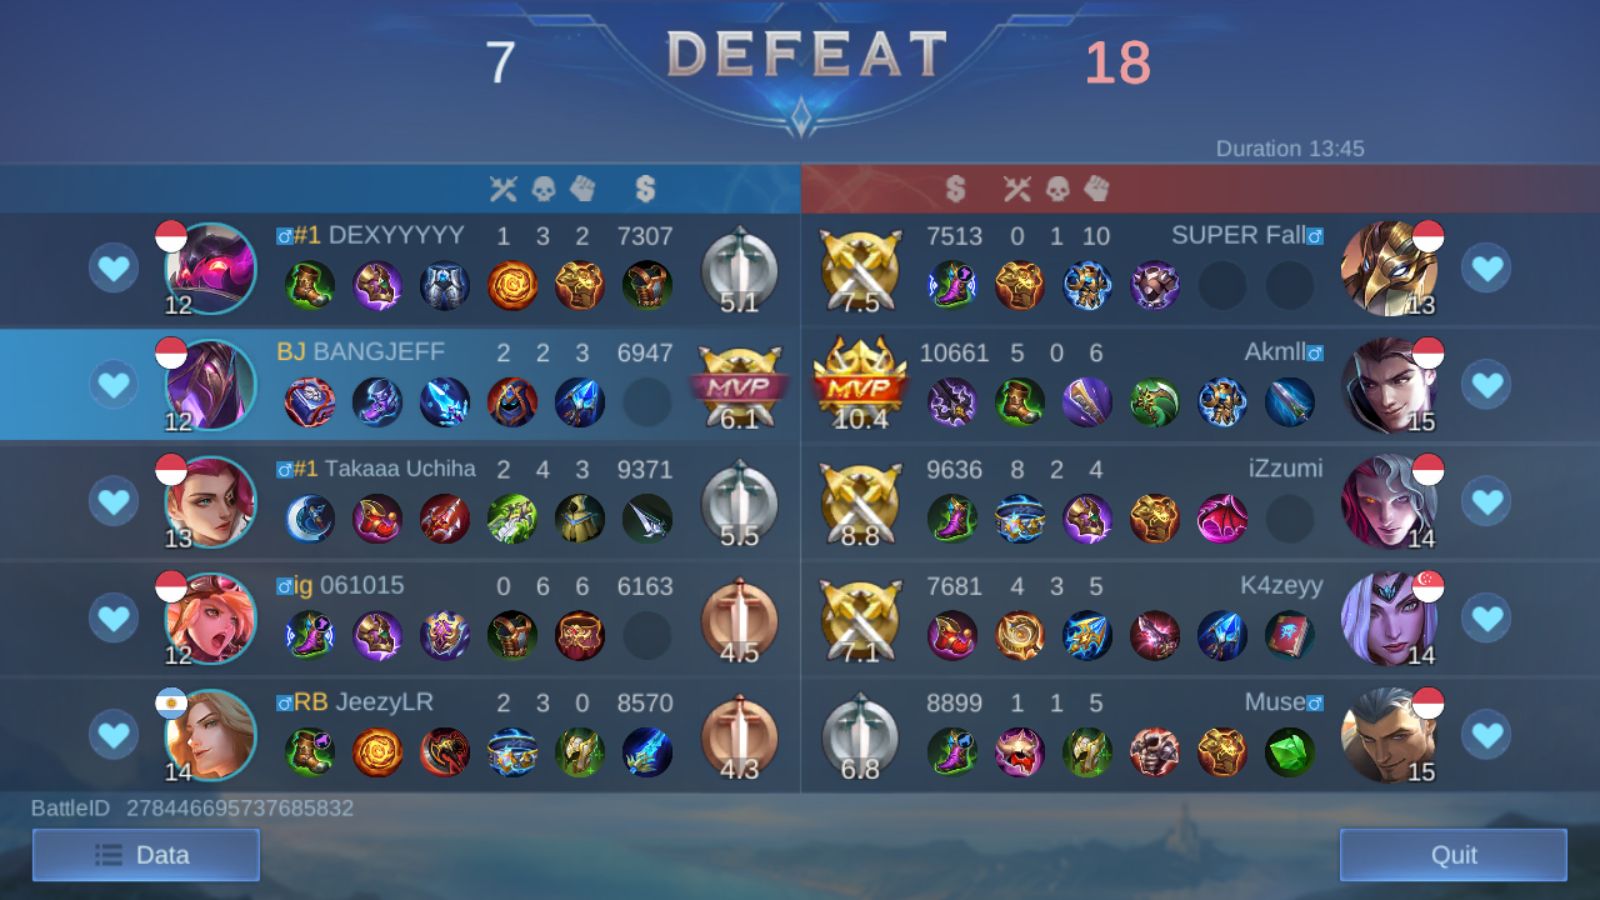 7 DEFEAT 18
Duration 13:45
#1 DEXYYYYY 1 3 2 7307
12 5.1
7513 0 1 10 SUPER Fall
7.5 13
BJ BANGJEFF 2 2 3 6947
12 MVP 6.1
10661 5 0 6 Akmll
MVP 10.4 15
#1 Takaaa Uchiha 2 4 3 9371
13 5.5
9636 8 2 4 iZzumi
8.8 14
ig 061015 0 6 6 6163
12 4.5
7681 4 3 5 K4zeyy
7.1 14
RB JeezyLR 2 3 0 8570
14 4.3
8899 1 1 5 Muse
6.8 15
BattleID 278446695737685832
Data
Quit